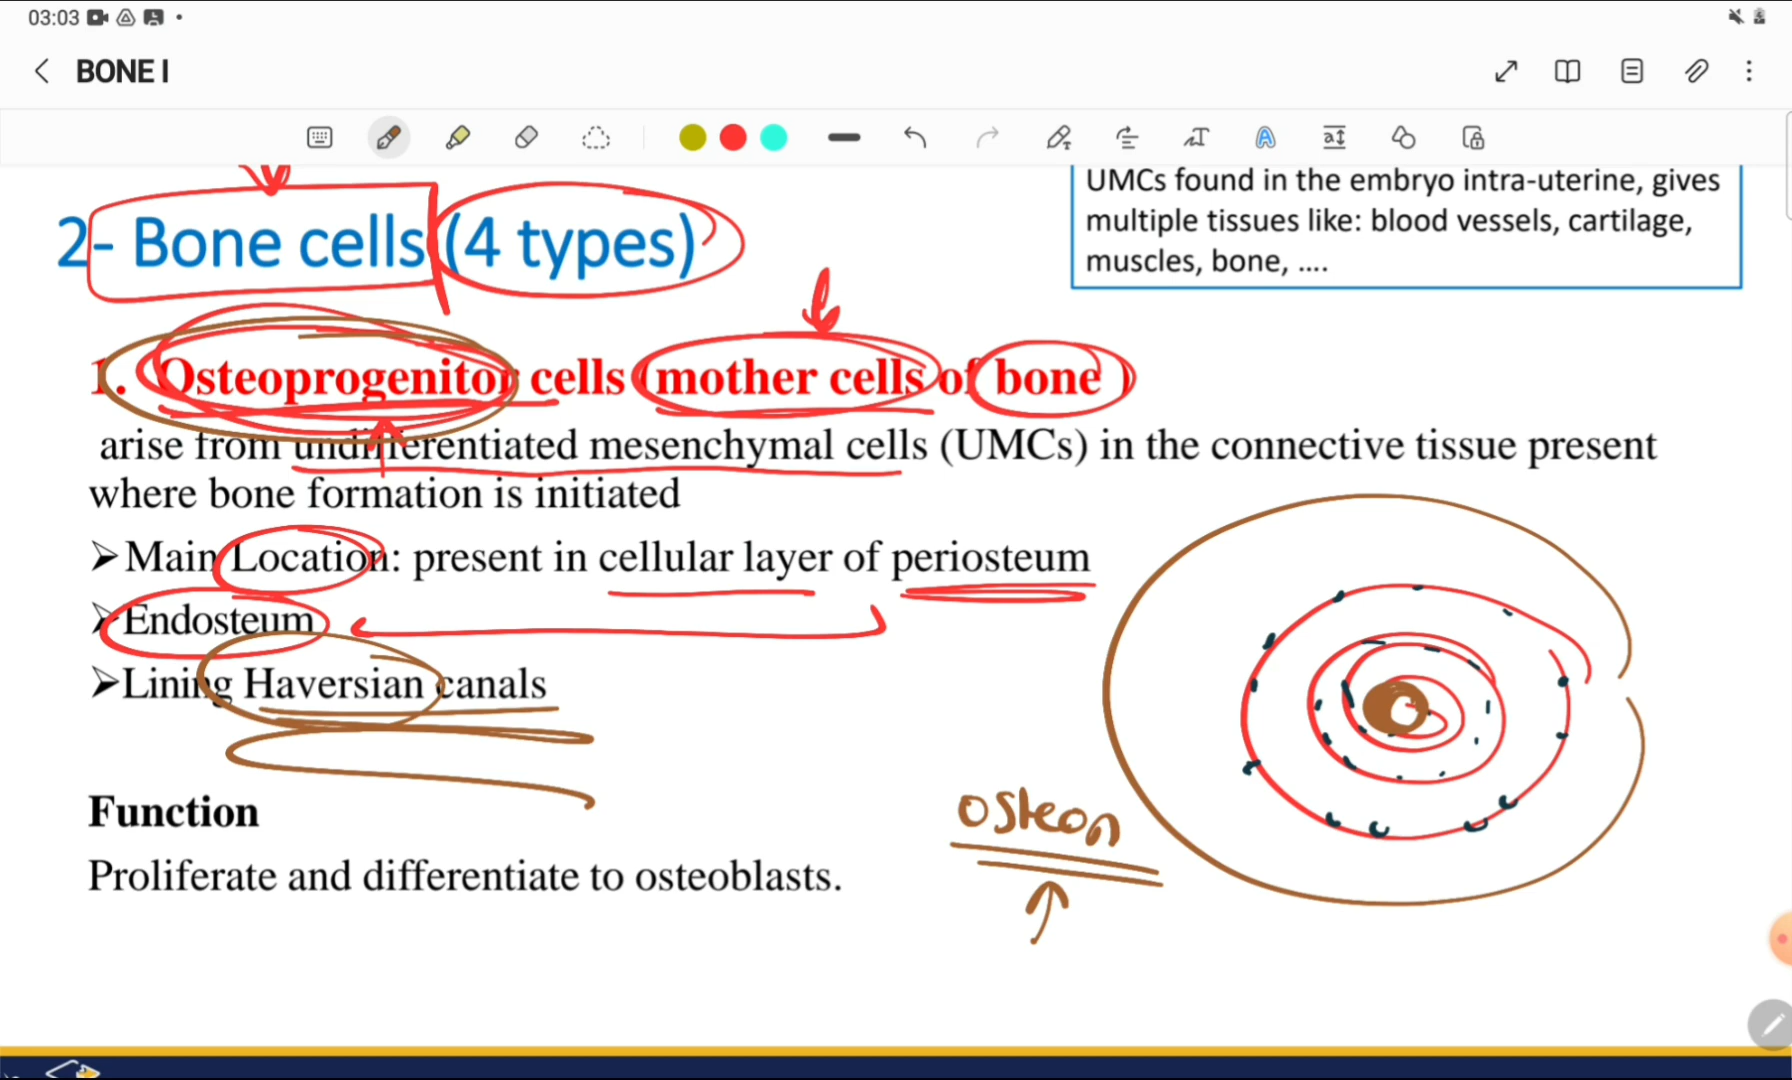 03:03
BONE I
UMCs found in the embryo intra-uterine, gives
multiple tissues like: blood vessels, cartilage,
muscles, bone, ....
2- Bone cells (4 types)
1. Osteoprogenitor cells (mother cells of bone )
arise from undifferentiated mesenchymal cells (UMCs) in the connective tissue present
where bone formation is initiated
➢Main Location: present in cellular layer of periosteum
➢Endosteum
➢Lining Haversian canals
Function
osteon
Proliferate and differentiate to osteoblasts.